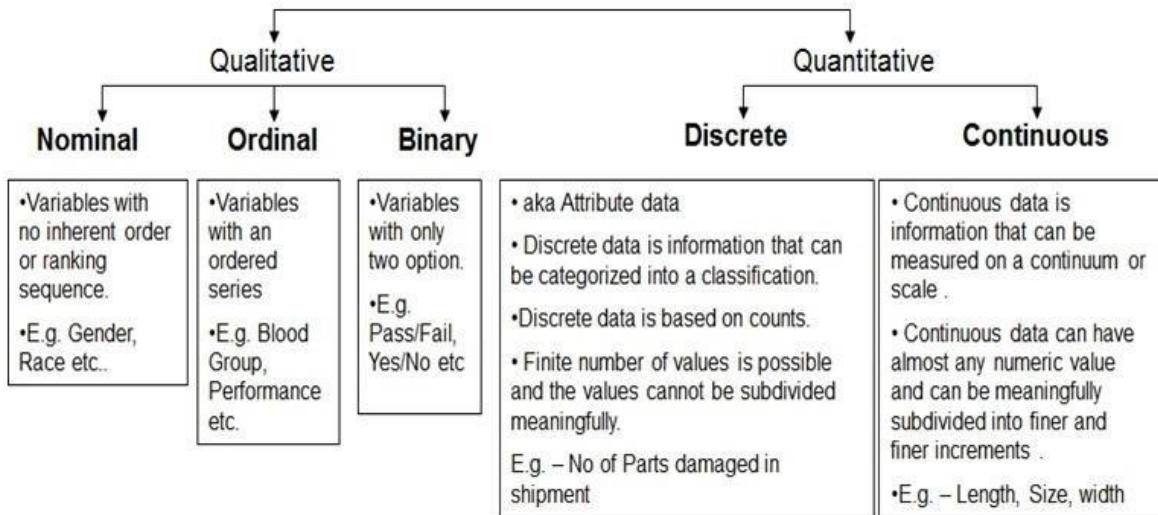 Qualitative
Quantitative
Nominal
Ordinal
Binary
Discrete
Continuous
•Variables with
no inherent order
or ranking
sequence.
•E.g. Gender,
Race etc..
•Variables
with an
ordered
series
•E.g. Blood
Group,
Performance
etc.
•Variables
with only
two option.
•E.g.
Pass/Fail,
Yes/No etc
• aka Attribute data
• Discrete data is information that can
be categorized into a classification.
•Discrete data is based on counts.
• Finite number of values is possible
and the values cannot be subdivided
meaningfully.
E.g. – No of Parts damaged in
shipment
• Continuous data is
information that can be
measured on a continuum or
scale .
• Continuous data can have
almost any numeric value
and can be meaningfully
subdivided into finer and
finer increments .
•E.g. – Length, Size, width